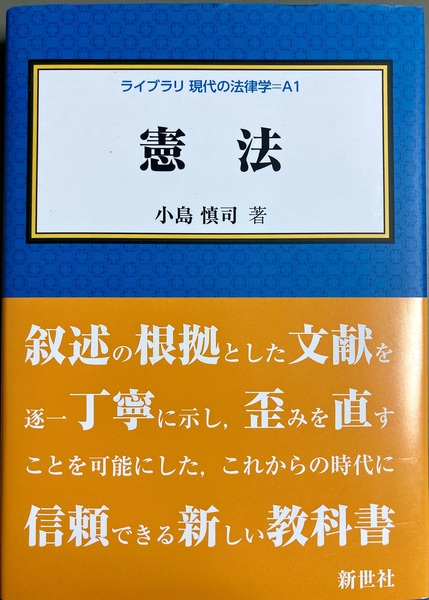 ライブラリ 現代の法律学=A1
憲 法
小島 慎司 著
叙述の根拠とした文献を
逐一丁寧に示し，歪みを直す
ことを可能にした，これからの時代に
信頼できる新しい教科書
新世社